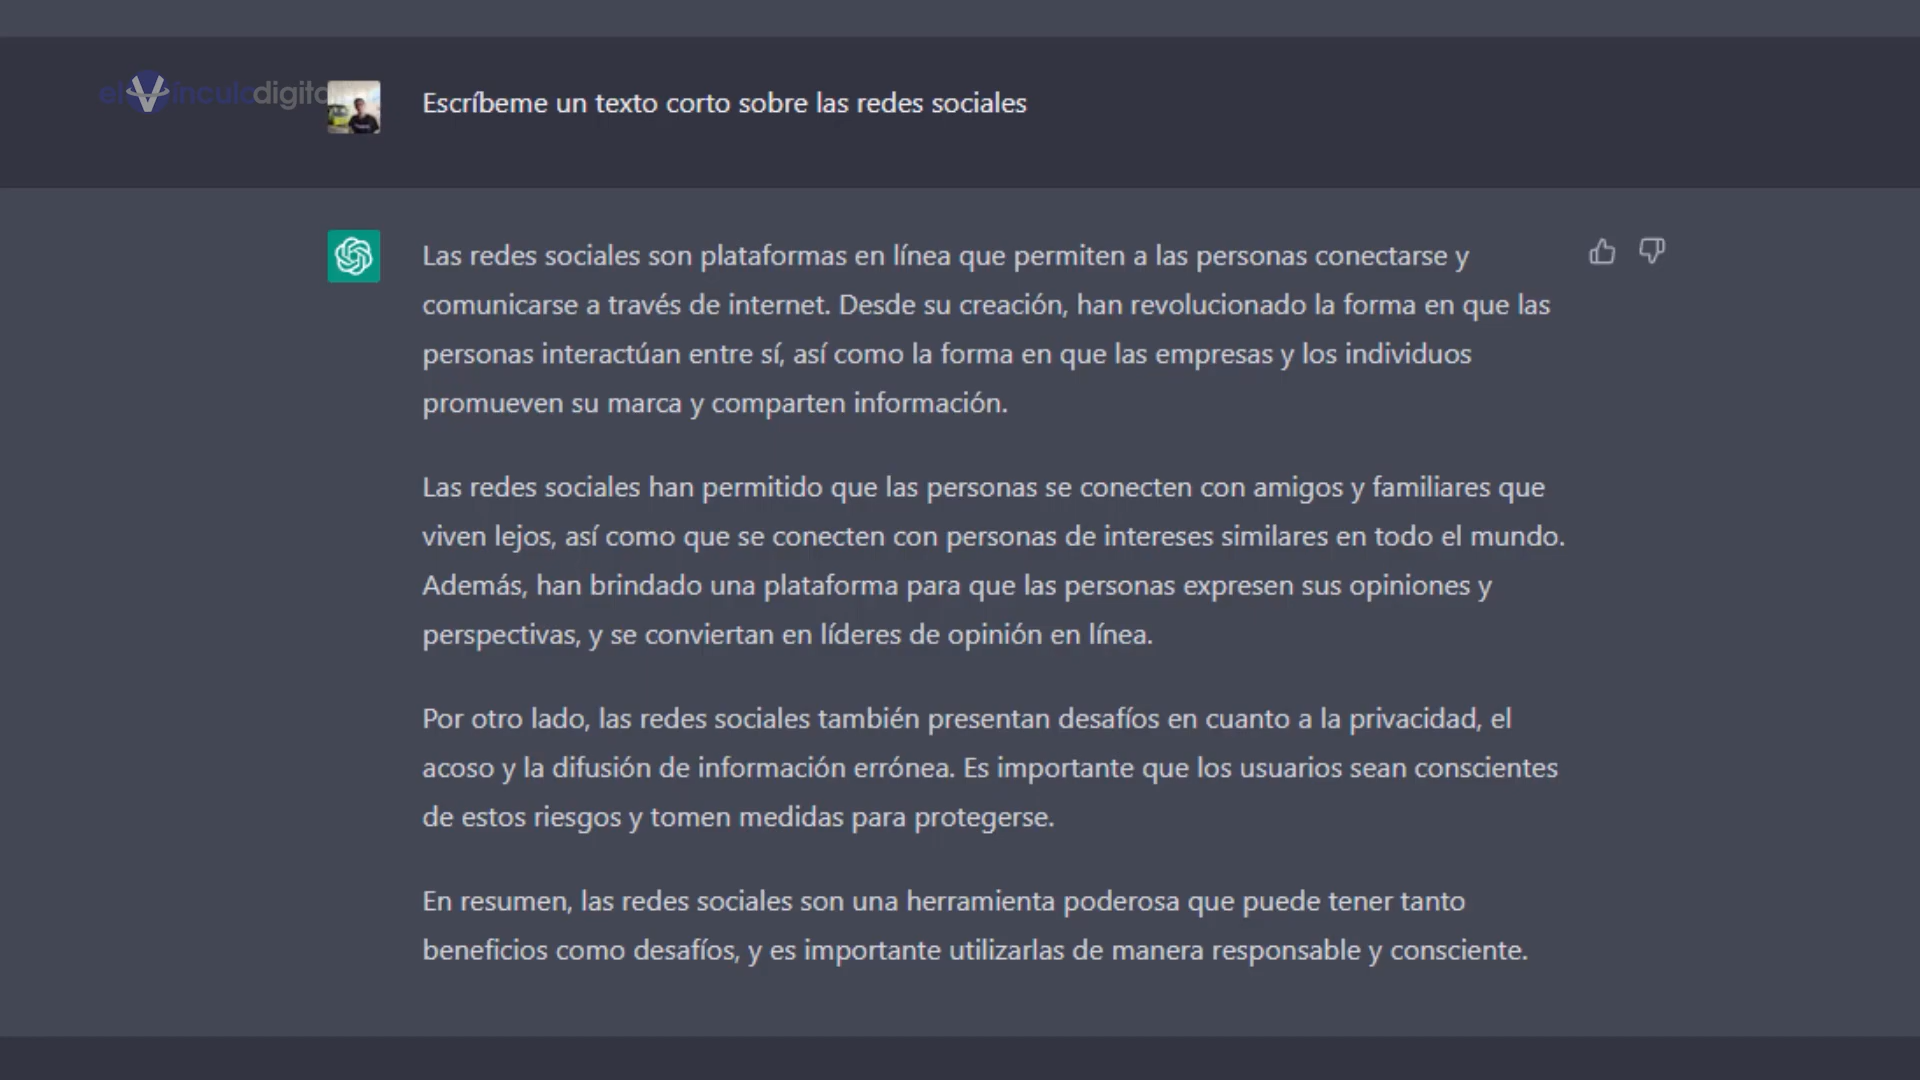 elVínculodigita
Escríbeme un texto corto sobre las redes sociales
Las redes sociales son plataformas en línea que permiten a las personas conectarse y
comunicarse a través de internet. Desde su creación, han revolucionado la forma en que las
personas interactúan entre sí, así como la forma en que las empresas y los individuos
promueven su marca y comparten información.
Las redes sociales han permitido que las personas se conecten con amigos y familiares que
viven lejos, así como que se conecten con personas de intereses similares en todo el mundo.
Además, han brindado una plataforma para que las personas expresen sus opiniones y
perspectivas, y se conviertan en líderes de opinión en línea.
Por otro lado, las redes sociales también presentan desafíos en cuanto a la privacidad, el
acoso y la difusión de información errónea. Es importante que los usuarios sean conscientes
de estos riesgos y tomen medidas para protegerse.
En resumen, las redes sociales son una herramienta poderosa que puede tener tanto
beneficios como desafíos, y es importante utilizarlas de manera responsable y consciente.